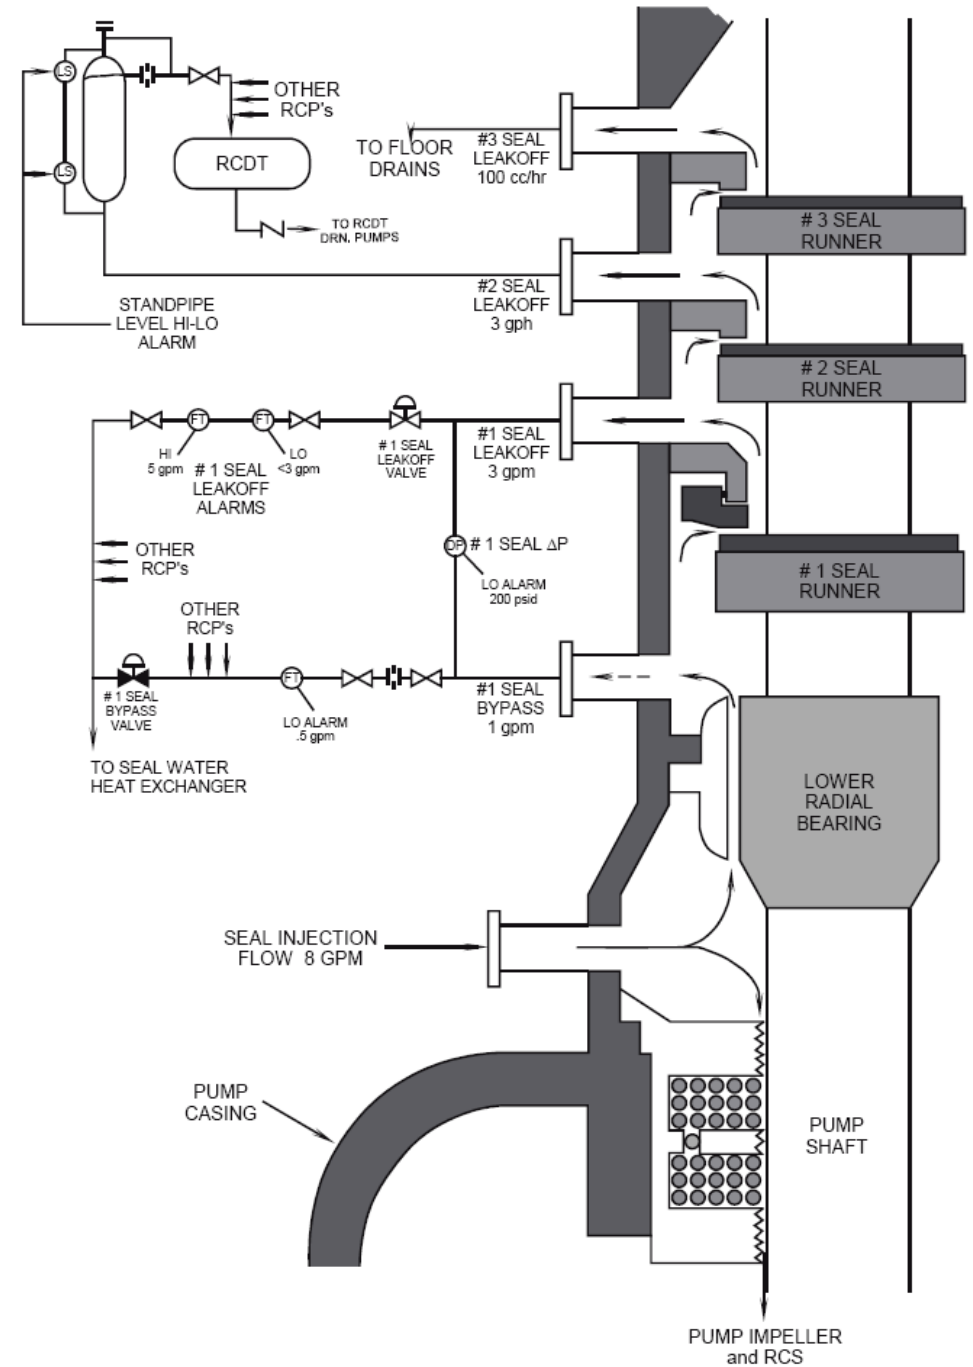 LS
OTHER
RCP's
RCDT
LS
TO RCDT
DRN. PUMPS
STANDPIPE
LEVEL HI-LO
ALARM
TO FLOOR
DRAINS
#3 SEAL
LEAKOFF
100 cc/hr
# 3 SEAL
RUNNER
#2 SEAL
LEAKOFF
3 gph
# 2 SEAL
RUNNER
FT
FT
HI
5 gpm
LO
<3 gpm
# 1 SEAL
LEAKOFF
ALARMS
# 1 SEAL
LEAKOFF
VALVE
#1 SEAL
LEAKOFF
3 gpm
OTHER
RCP's
DP
# 1 SEAL ΔP
LO ALARM
200 psid
# 1 SEAL
RUNNER
OTHER
RCP's
# 1 SEAL
BYPASS
VALVE
FT
LO ALARM
.5 gpm
#1 SEAL
BYPASS
1 gpm
TO SEAL WATER
HEAT EXCHANGER
LOWER
RADIAL
BEARING
SEAL INJECTION
FLOW 8 GPM
PUMP
CASING
PUMP
SHAFT
PUMP IMPELLER
and RCS